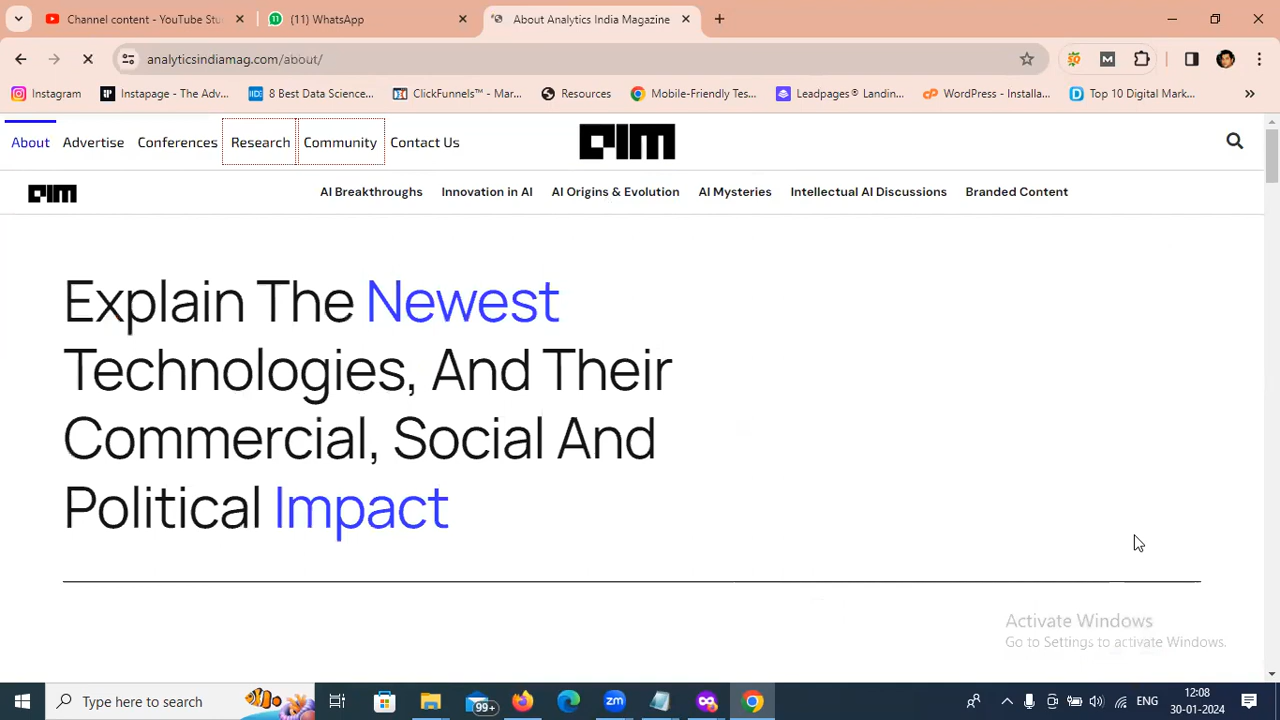 Channel content - YouTube Stu
(11) WhatsApp
About Analytics India Magazine
analyticsindiamag.com/about/
Instagram
Instapage - The Adv...
8 Best Data Science...
ClickFunnels™ - Mar...
Resources
Mobile-Friendly Tes...
Leadpages® Landin...
WordPress - Installa...
Top 10 Digital Mark...
About
Advertise
Conferences
Research
Community
Contact Us
AIM
AIM
AI Breakthroughs
Innovation in AI
AI Origins & Evolution
AI Mysteries
Intellectual AI Discussions
Branded Content
Explain The Newest
Technologies, And Their
Commercial, Social And
Political Impact
Activate Windows
Go to Settings to activate Windows.
Type here to search
99+
zm
ENG
12:08
30-01-2024